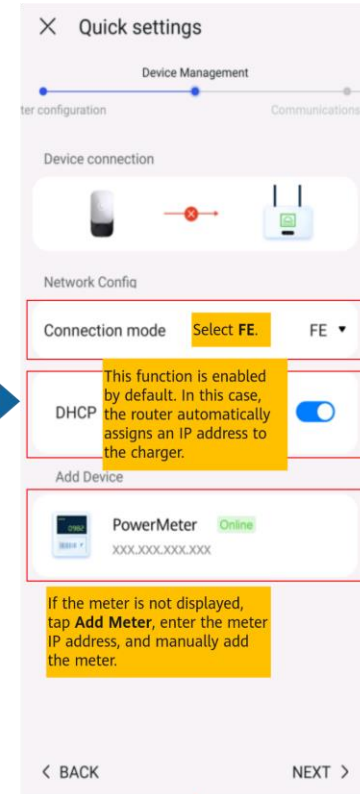 Quick settings
Device Management
ter configuration
Communications
Device connection
Network Config
Connection mode
Select FE.
FE
This function is enabled
by default. In this case,
the router automatically
assigns an IP address to
the charger.
DHCP
Add Device
PowerMeter
Online
XXX.XXX.XXX.XXX
If the meter is not displayed,
tap Add Meter, enter the meter
IP address, and manually add
the meter.
< BACK
NEXT >